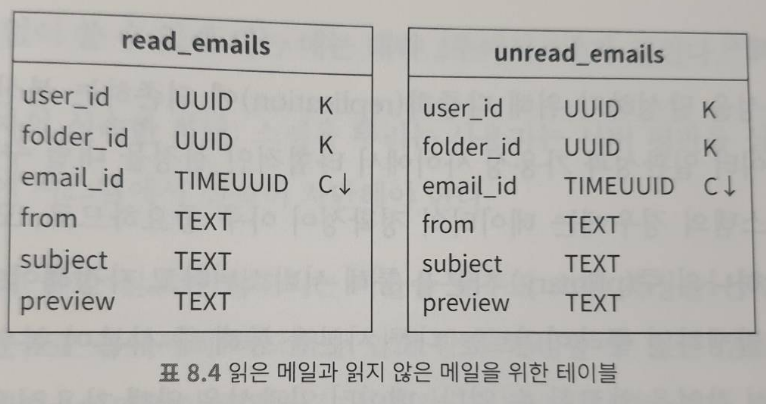 read_emails
user_id UUID K
folder_id UUID K
email_id TIMEUUID C↓
from TEXT
subject TEXT
preview TEXT
unread_emails
user_id UUID K
folder_id UUID K
email_id TIMEUUID C↓
from TEXT
subject TEXT
preview TEXT
표 8.4 읽은 메일과 읽지 않은 메일을 위한 테이블